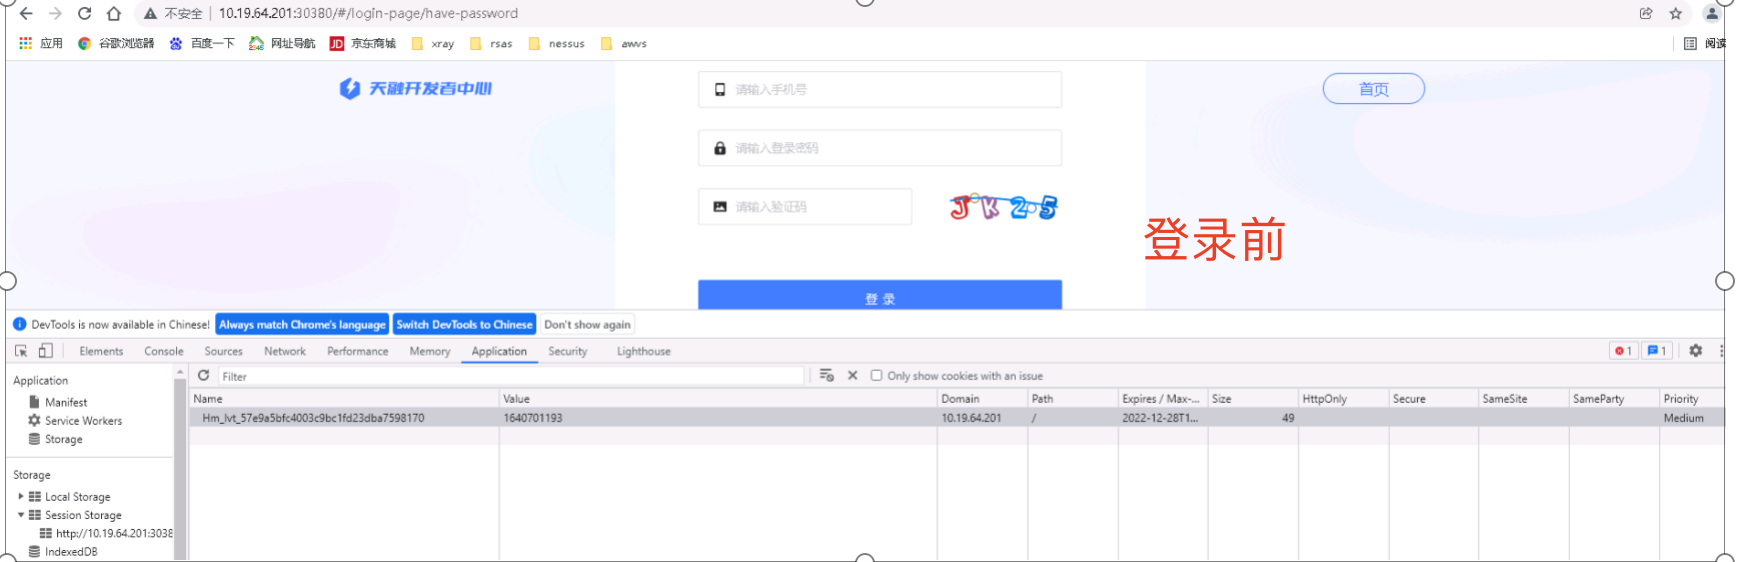 不安全 | 10.19.64.201:30380/#/login-page/have-password
应用 谷歌浏览器 百度一下 网址导航 JD 京东商城 xray rsas nessus awvs 阅读
天融开发者中心 请输入手机号 首页
请输入登录密码
请输入验证码 JK25
登录前
登 录
DevTools is now available in Chinese! Always match Chrome's language Switch DevTools to Chinese Don't show again
Elements Console Sources Network Performance Memory Application Security Lighthouse 1 1
Application Filter Only show cookies with an issue
Name Value Domain Path Expires / Max-... Size HttpOnly Secure SameSite SameParty Priority
Manifest
Hm_lvt_57e9a5bfc4003c9bc1fd23dba7598170 1640701193 10.19.64.201 / 2022-12-28T1... 49 Medium
Service Workers
Storage
Storage
Local Storage
Session Storage
http://10.19.64.201:3038
IndexedDB